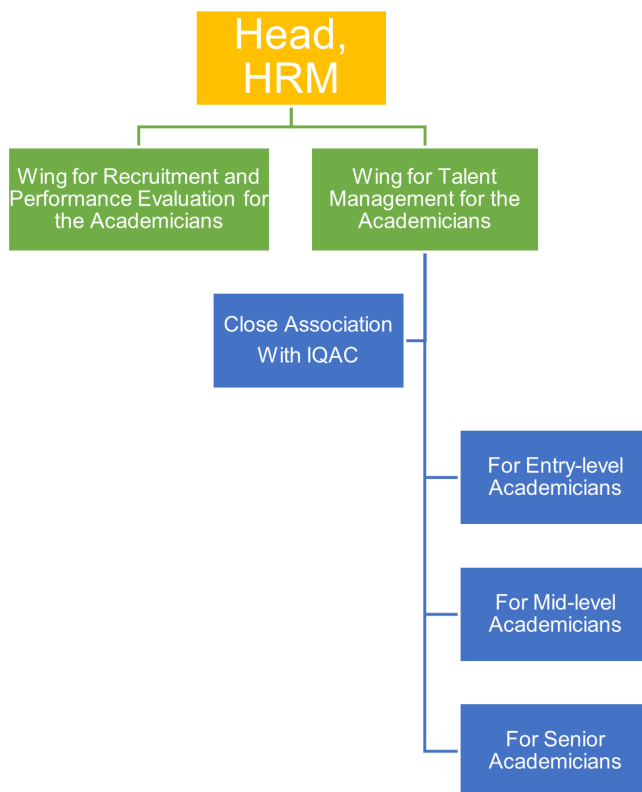 Head,
HRM
Wing for Recruitment and
Performance Evaluation for
the Academicians
Wing for Talent
Management for the
Academicians
Close Association
With IQAC
For Entry-level
Academicians
For Mid-level
Academicians
For Senior
Academicians